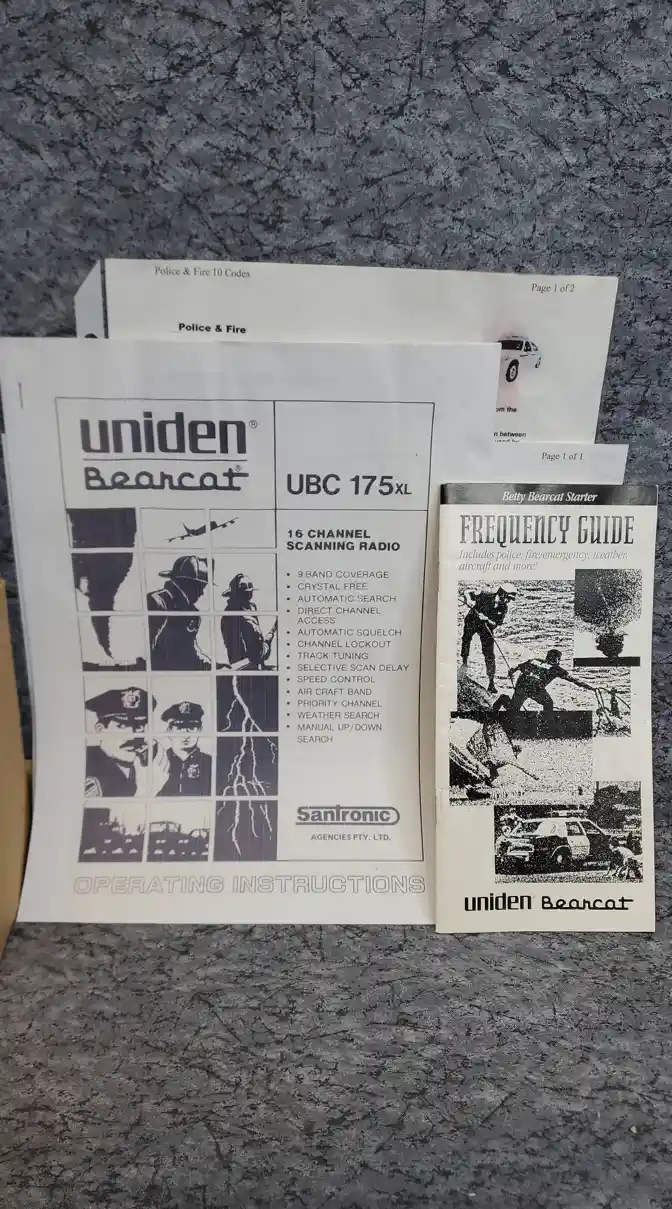 Police & Fire 10 Codes
Page 1 of 2
Police & Fire
om the
n between
Page 1 of 1
uniden®
Bearcat®
UBC 175XL
16 CHANNEL
SCANNING RADIO
• 9 BAND COVERAGE
• CRYSTAL FREE
• AUTOMATIC SEARCH
• DIRECT CHANNEL
ACCESS
• AUTOMATIC SQUELCH
• CHANNEL LOCKOUT
• TRACK TUNING
• SELECTIVE SCAN DELAY
• SPEED CONTROL
• AIR CRAFT BAND
• PRIORITY CHANNEL
• WEATHER SEARCH
• MANUAL UP/DOWN
SEARCH
Santronic
AGENCIES PTY. LTD.
OPERATING INSTRUCTIONS
Betty Bearcat Starter
FREQUENCY GUIDE
Includes police, fire/emergency, weather,
aircraft and more!
uniden Bearcat